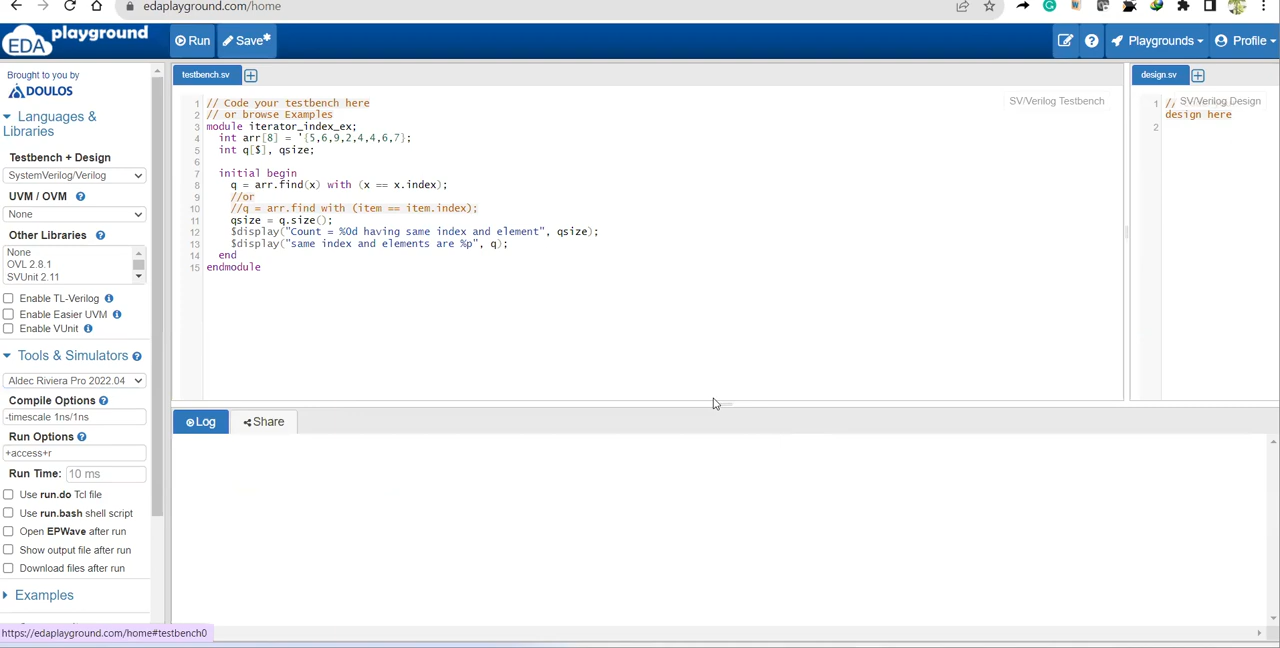 edaplayground.com/home
EDA playground
Run
Save*
Playgrounds
Profile
Brought to you by
DOULOS
Languages & Libraries
Testbench + Design
SystemVerilog/Verilog
UVM / OVM
None
Other Libraries
None
OVL 2.8.1
SVUnit 2.11
Enable TL-Verilog
Enable Easier UVM
Enable VUnit
Tools & Simulators
Aldec Riviera Pro 2022.04
Compile Options
-timescale 1ns/1ns
Run Options
+access+r
Run Time: 10 ms
Use run.do Tcl file
Use run.bash shell script
Open EPWave after run
Show output file after run
Download files after run
Examples
https://edaplayground.com/home#testbench0
testbench.sv
SV/Verilog Testbench
1 // Code your testbench here
2 // or browse Examples
3 module iterator_index_ex;
4 int arr[8] = '{5,6,9,2,4,4,6,7};
5 int q[$], qsize;
6
7 initial begin
8 q = arr.find(x) with (x == x.index);
9 //or
10 //q = arr.find with (item == item.index);
11 qsize = q.size();
12 $display("Count = %0d having same index and element", qsize);
13 $display("same index and elements are %p", q);
14 end
15 endmodule
design.sv
SV/Verilog Design
1 //
design here
2
Log
Share